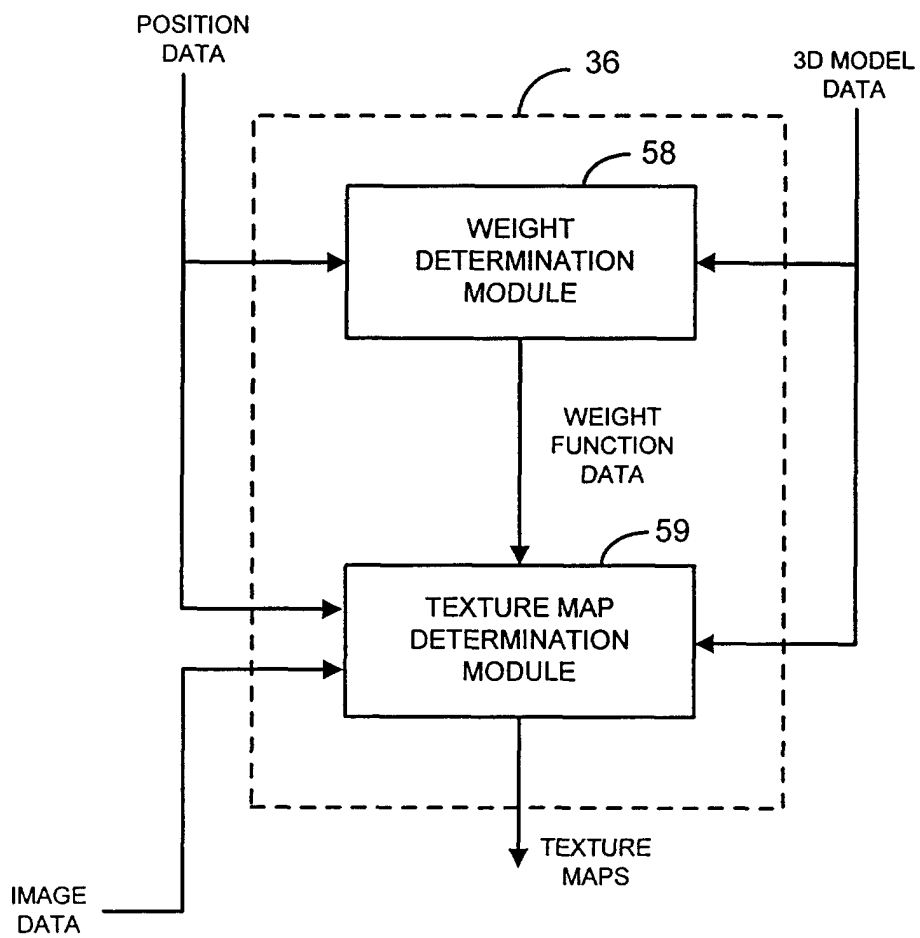 POSITION
DATA
36
3D MODEL
DATA
58
WEIGHT
DETERMINATION
MODULE
WEIGHT
FUNCTION
DATA
59
TEXTURE MAP
DETERMINATION
MODULE
TEXTURE
MAPS
IMAGE
DATA